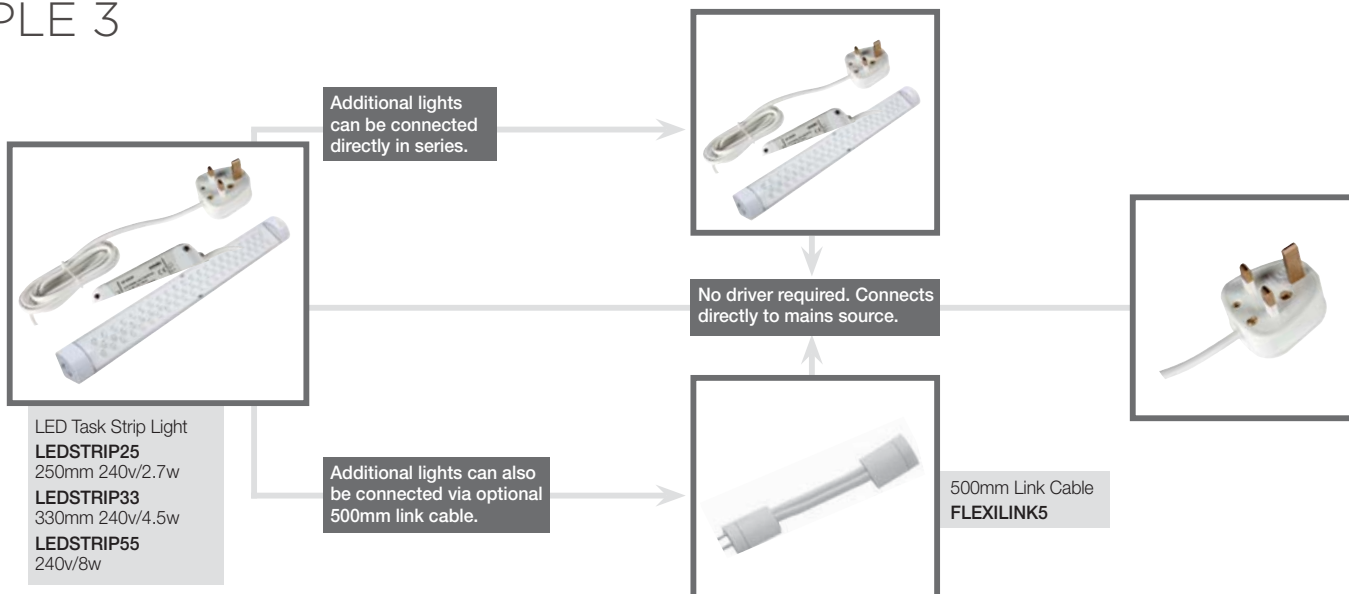 PLE 3
Additional lights
can be connected
directly in series.
No driver required. Connects
directly to mains source.
LED Task Strip Light
LEDSTRIP25
250mm 240v/2.7w
LEDSTRIP33
330mm 240v/4.5w
LEDSTRIP55
240v/8w
Additional lights can also
be connected via optional
500mm link cable.
500mm Link Cable
FLEXILINK5